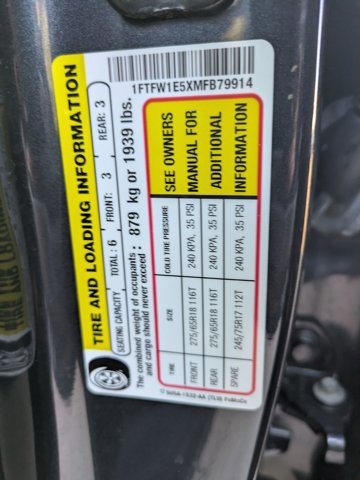 1FTFW1E5XMFB79914
TIRE AND LOADING INFORMATION
SEATING CAPACITY TOTAL: 6 FRONT: 3 REAR: 3
The combined weight of occupants
and cargo should never exceed : 879 kg or 1939 lbs.
TIRE SIZE COLD TIRE PRESSURE
FRONT 275/65R18 116T 240 KPA, 35 PSI
REAR 275/65R18 116T 240 KPA, 35 PSI
SPARE 245/75R17 112T 240 KPA, 35 PSI
SEE OWNERS
MANUAL FOR
ADDITIONAL
INFORMATION